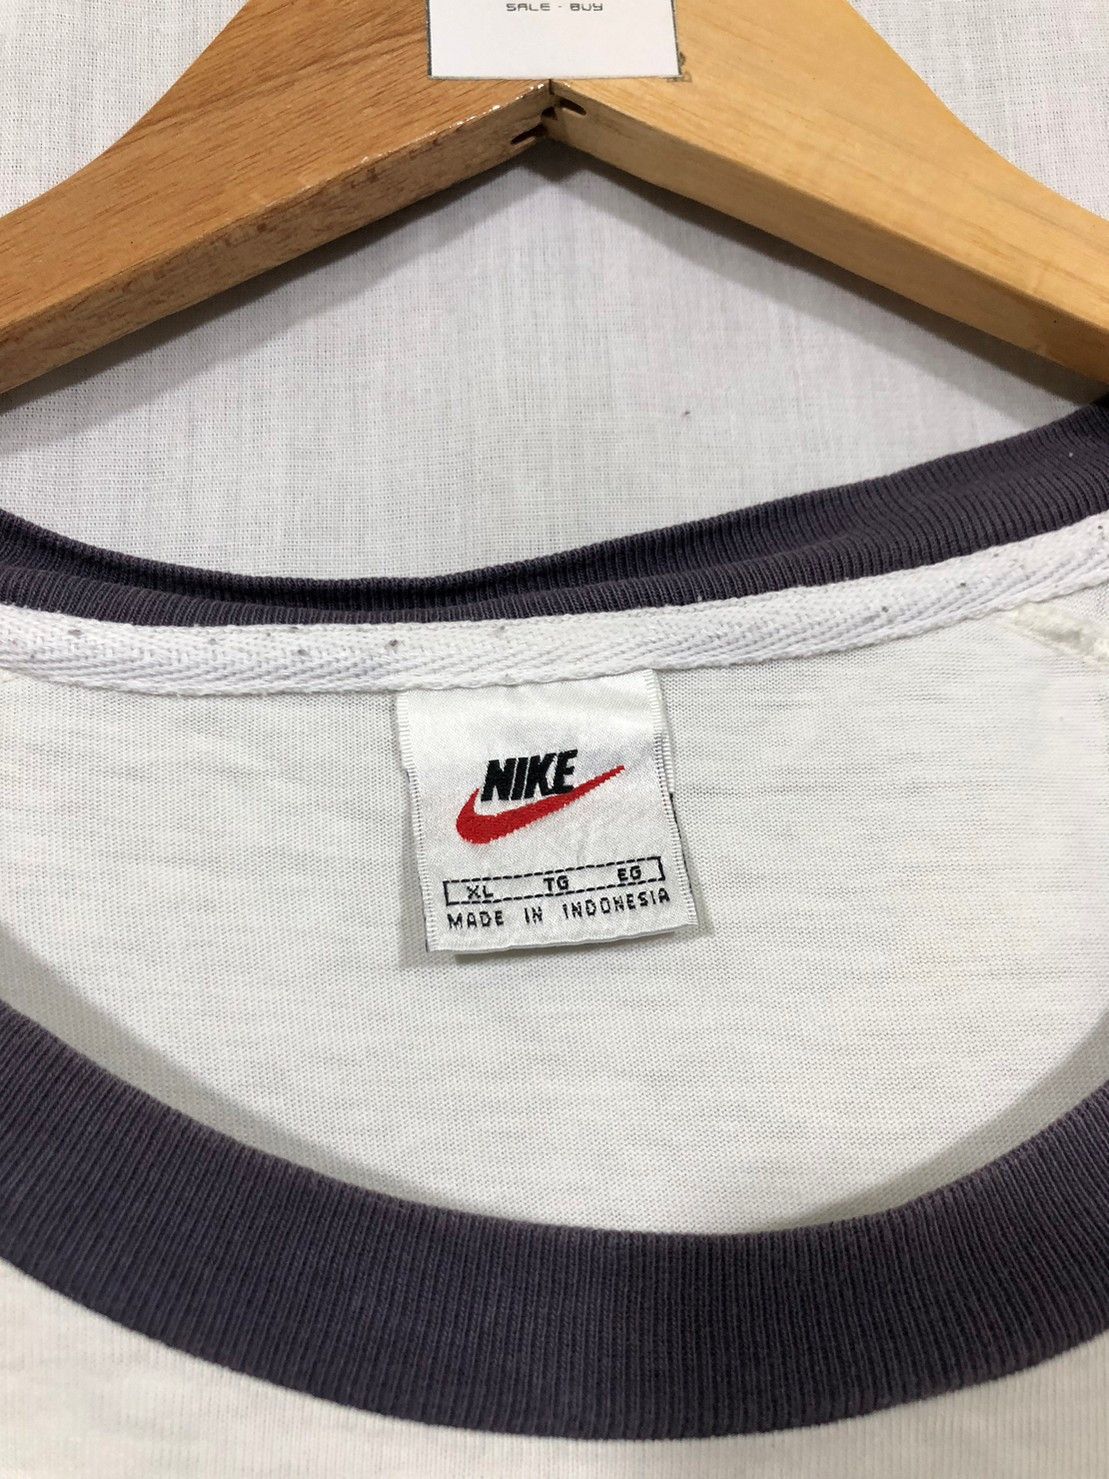 SALE - BUY
NIKE
XL TG EG
MADE IN INDONESIA